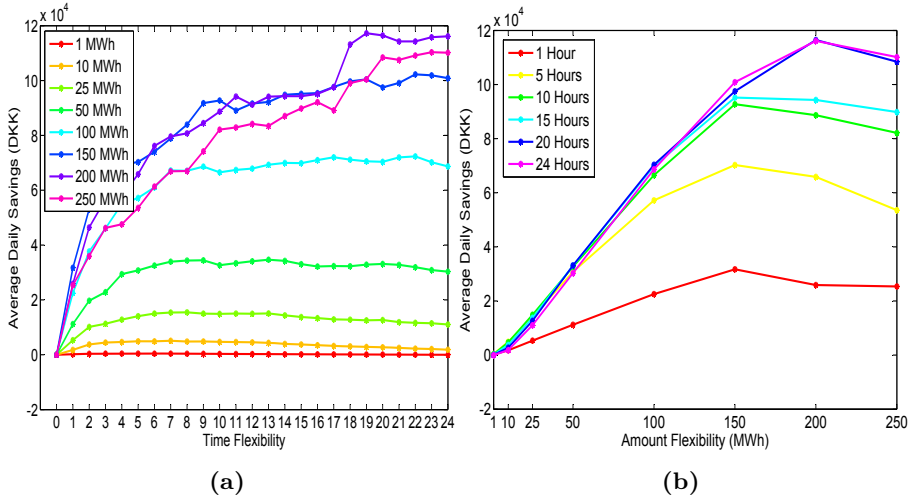 x 10^4
12
10
8
6
4
2
0
-2
Average Daily Savings (DKK)
1 MWh
10 MWh
25 MWh
50 MWh
100 MWh
150 MWh
200 MWh
250 MWh
0 1 2 3 4 5 6 7 8 9 10 11 12 13 14 15 16 17 18 19 20 21 22 23 24
Time Flexibility
(a)
x 10^4
12
10
8
6
4
2
0
-2
Average Daily Savings (DKK)
1 Hour
5 Hours
10 Hours
15 Hours
20 Hours
24 Hours
1 10 25 50 100 150 200 250
Amount Flexibility (MWh)
(b)